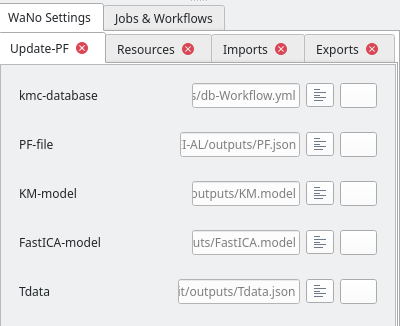 WaNo Settings Jobs & Workflows
Update-PF Resources Imports Exports
kmc-database s/db-Workflow.yml
PF-file I-AL/outputs/PF.json
KM-model outputs/KM.model
FastICA-model uts/FastICA.model
Tdata it/outputs/Tdata.json